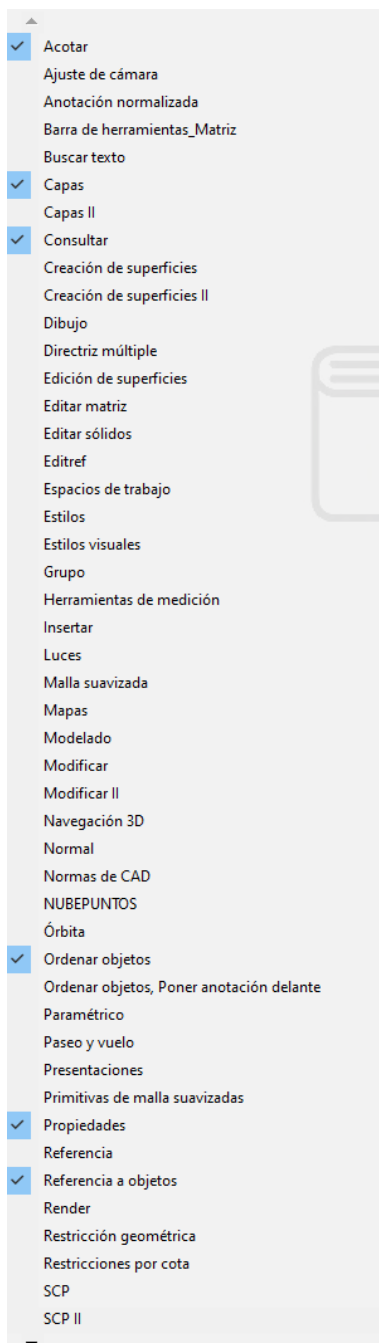 Acotar
Ajuste de cámara
Anotación normalizada
Barra de herramientas_Matriz
Buscar texto
Capas
Capas II
Consultar
Creación de superficies
Creación de superficies II
Dibujo
Directriz múltiple
Edición de superficies
Editar matriz
Editar sólidos
Editref
Espacios de trabajo
Estilos
Estilos visuales
Grupo
Herramientas de medición
Insertar
Luces
Malla suavizada
Mapas
Modelado
Modificar
Modificar II
Navegación 3D
Normal
Normas de CAD
NUBEPUNTOS
Órbita
Ordenar objetos
Ordenar objetos, Poner anotación delante
Paramétrico
Paseo y vuelo
Presentaciones
Primitivas de malla suavizadas
Propiedades
Referencia
Referencia a objetos
Render
Restricción geométrica
Restricciones por cota
SCP
SCP II